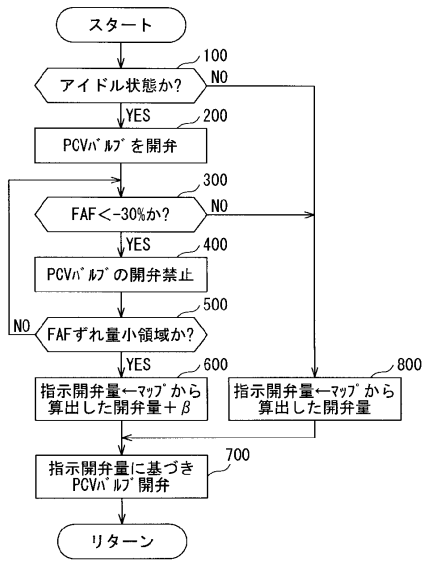 スタート
100
アイドル状態か?
NO
YES
200
PCVﾊﾞﾙﾌﾞを開弁
300
FAF<-30%か?
NO
YES
400
PCVﾊﾞﾙﾌﾞの開弁禁止
500
FAFずれ量小領域か?
NO
YES
600
指示開弁量←ﾏｯﾌﾟから
算出した開弁量+β
800
指示開弁量←ﾏｯﾌﾟから
算出した開弁量
700
指示開弁量に基づき
PCVﾊﾞﾙﾌﾞ開弁
リターン